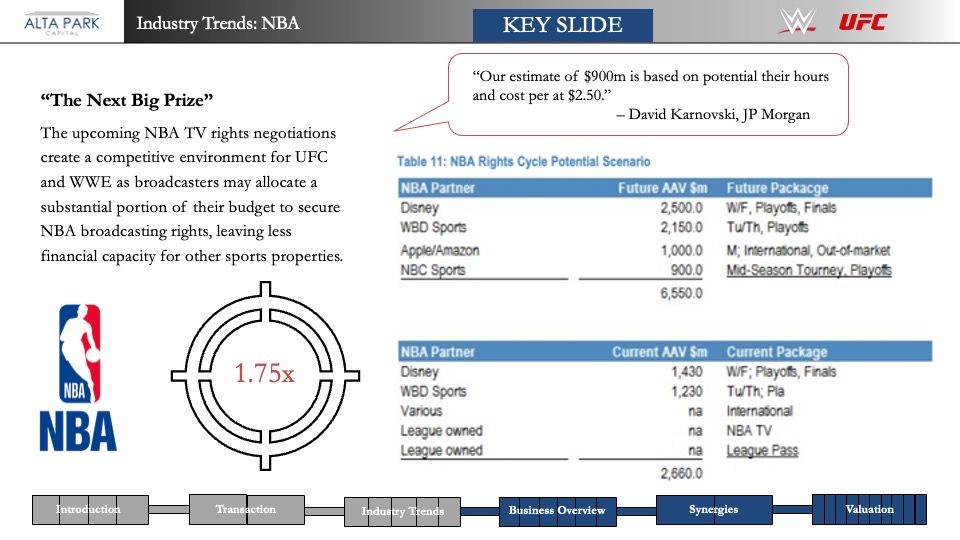 ALTA PARK
CAPITAL
Industry Trends: NBA
KEY SLIDE
W
UFC
“Our estimate of $900m is based on potential their hours
and cost per at $2.50.”
– David Karnovski, JP Morgan
“The Next Big Prize”
The upcoming NBA TV rights negotiations
create a competitive environment for UFC
and WWE as broadcasters may allocate a
substantial portion of their budget to secure
NBA broadcasting rights, leaving less
financial capacity for other sports properties.
Table 11: NBA Rights Cycle Potential Scenario
NBA Partner Future AAV $m Future Packacge
Disney 2,500.0 W/F, Playoffs, Finals
WBD Sports 2,150.0 Tu/Th, Playoffs
Apple/Amazon 1,000.0 M; International, Out-of-market
NBC Sports 900.0 Mid-Season Tourney, Playoffs
6,550.0
NBA
NBA
1.75x
NBA Partner Current AAV $m Current Package
Disney 1,430 W/F; Playoffs, Finals
WBD Sports 1,230 Tu/Th; Pla
Various na International
League owned na NBA TV
League owned na League Pass
2,660.0
Introduction
Transaction
Industry Trends
Business Overview
Synergies
Valuation